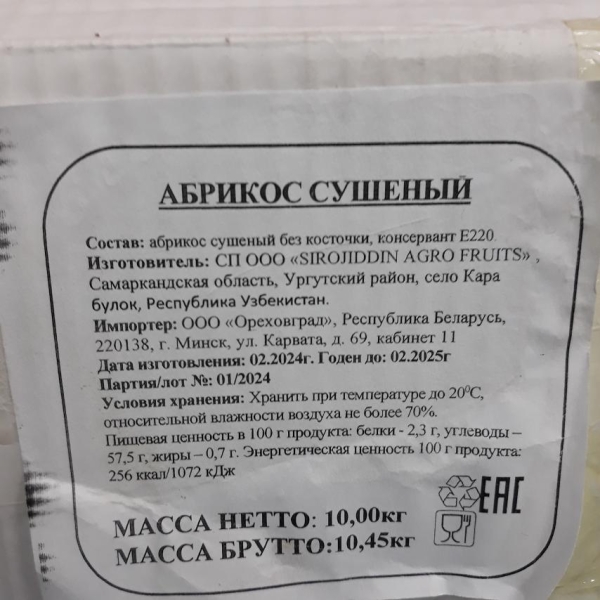 АБРИКОС СУШЕНЫЙ
Состав: абрикос сушеный без косточки, консервант Е220
Изготовитель: СП ООО «SIROJIDDIN AGRO FRUITS» ,
Самаркандская область, Ургутский район, село Кара
булок, Республика Узбекистан.
Импортер: ООО «Ореховград», Республика Беларусь,
220138, г. Минск, ул. Карвата, д. 69, кабинет 11
Дата изготовления: 02.2024г. Годен до: 02.2025г
Партия/лот №: 01/2024
Условия хранения: Хранить при температуре до 20⁰С,
относительной влажности воздуха не более 70%.
Пищевая ценность в 100 г продукта: белки - 2,3 г, углеводы –
57,5 г, жиры – 0,7 г. Энергетическая ценность 100 г продукта:
256 ккал/1072 кДж
EAC
МАССА НЕТТО: 10,00кг
МАССА БРУТТО:10,45кг